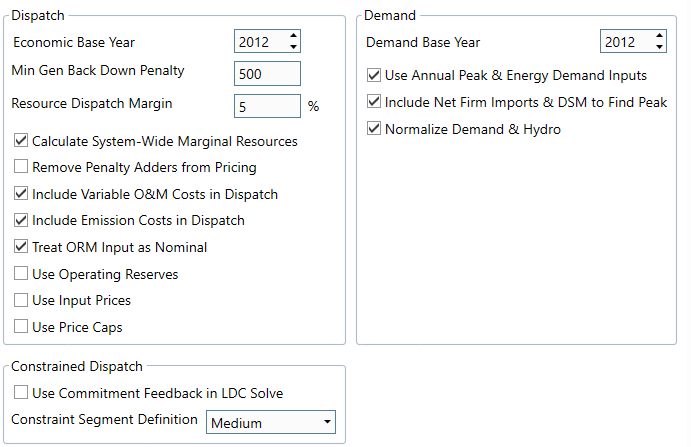 Dispatch
Economic Base Year 2012
Min Gen Back Down Penalty 500
Resource Dispatch Margin 5 %
Calculate System-Wide Marginal Resources
Remove Penalty Adders from Pricing
Include Variable O&M Costs in Dispatch
Include Emission Costs in Dispatch
Treat ORM Input as Nominal
Use Operating Reserves
Use Input Prices
Use Price Caps
Demand
Demand Base Year 2012
Use Annual Peak & Energy Demand Inputs
Include Net Firm Imports & DSM to Find Peak
Normalize Demand & Hydro
Constrained Dispatch
Use Commitment Feedback in LDC Solve
Constraint Segment Definition Medium